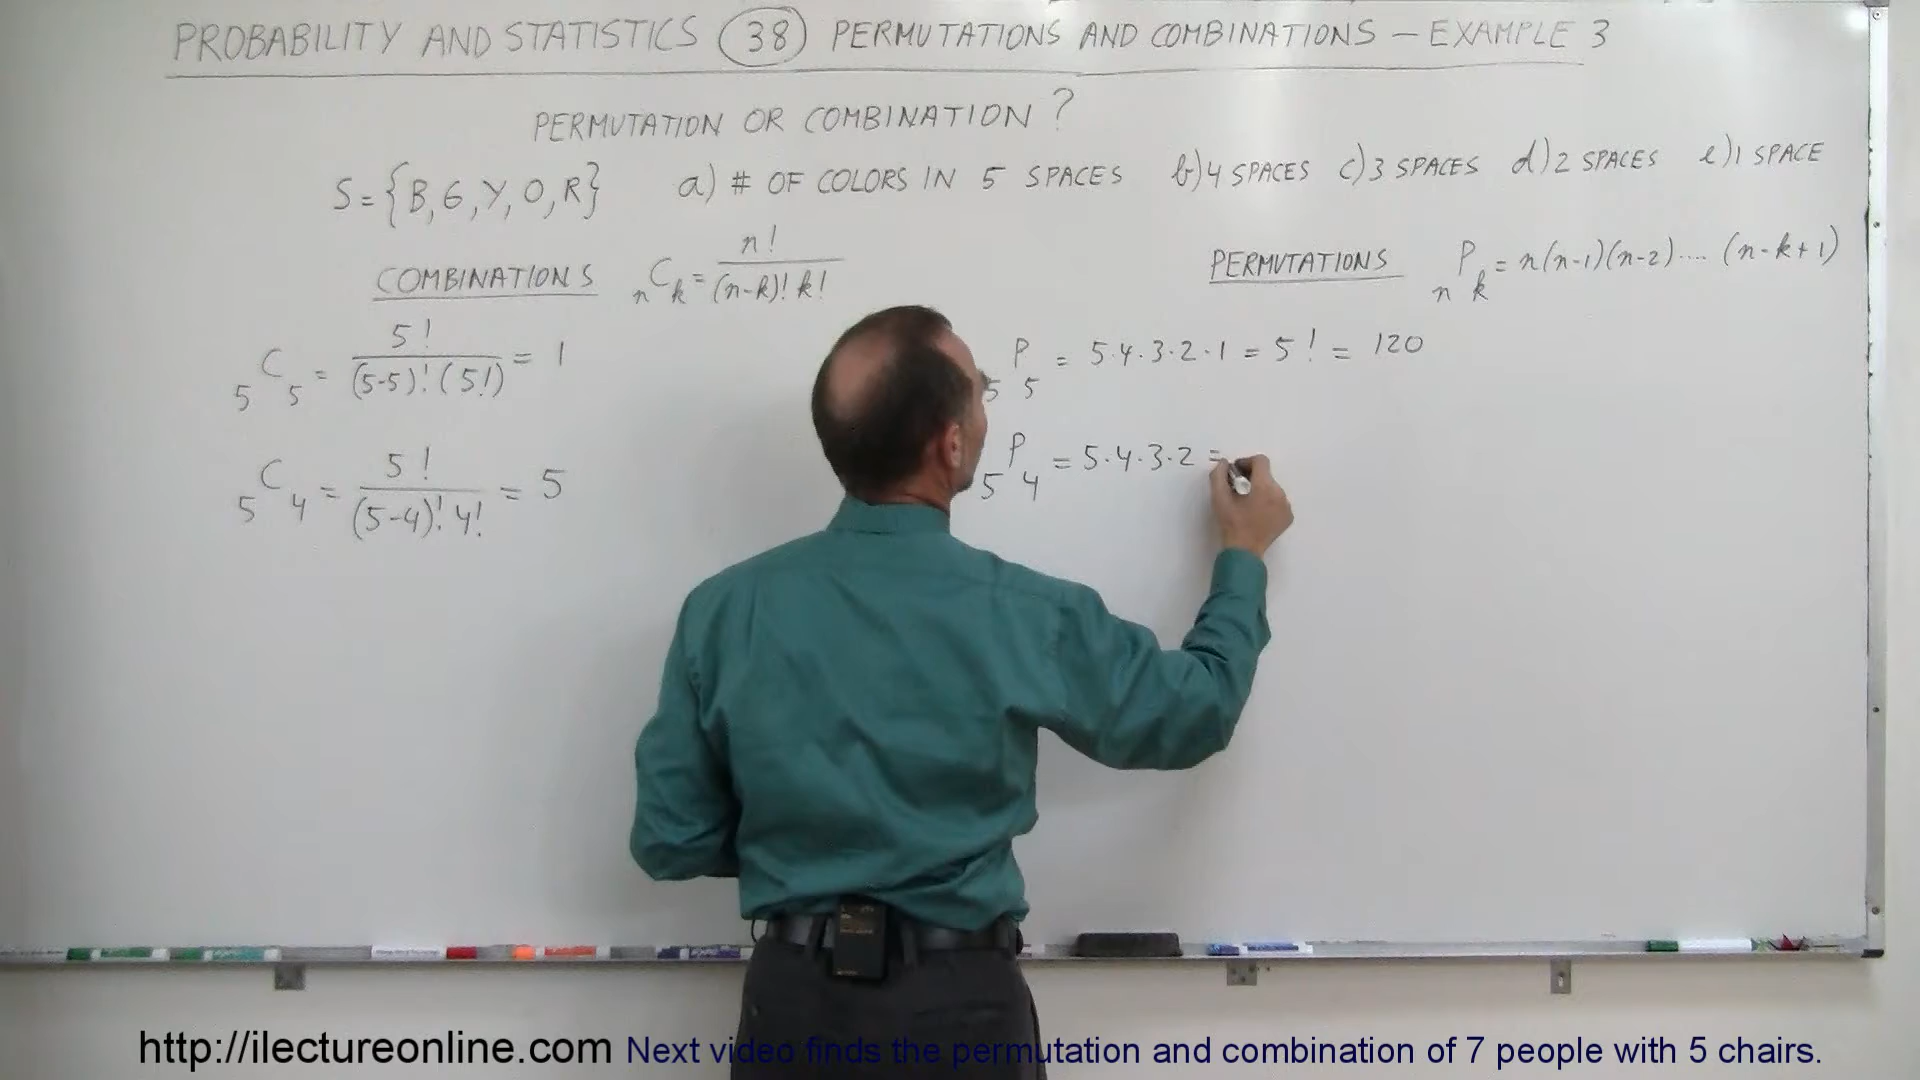 PROBABILITY AND STATISTICS 38 PERMUTATIONS AND COMBINATIONS – EXAMPLE 3
PERMUTATION OR COMBINATION?
S = {B, G, Y, O, R} a) # OF COLORS IN 5 SPACES b) 4 SPACES c) 3 SPACES d) 2 SPACES e) 1 SPACE
COMBINATIONS nCk = n! / (n-k)! k!
PERMUTATIONS nPk = n(n-1)(n-2)....(n-k+1)
5C5 = 5! / (5-5)! (5!) = 1
5C4 = 5! / (5-4)! 4! = 5
5P5 = 5·4·3·2·1 = 5! = 120
5P4 = 5·4·3·2 =
http://ilectureonline.com Next video finds the permutation and combination of 7 people with 5 chairs.